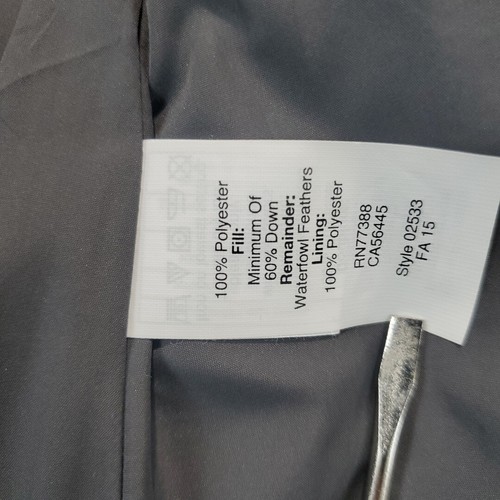 100% Polyester
Fill:
Minimum Of
60% Down
Remainder:
Waterfowl Feathers
Lining:
100% Polyester
RN77388
CA56445
Style 02533
FA 15